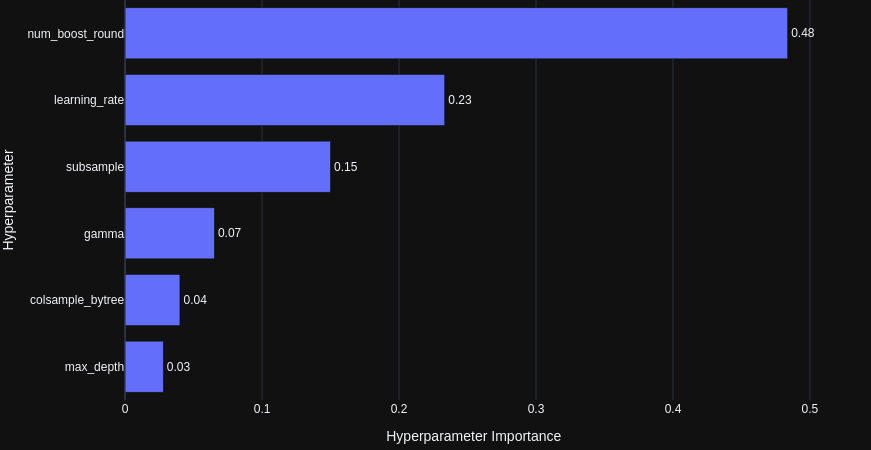 num_boost_round 0.48
learning_rate 0.23
subsample 0.15
gamma 0.07
colsample_bytree 0.04
max_depth 0.03
Hyperparameter
0 0.1 0.2 0.3 0.4 0.5
Hyperparameter Importance